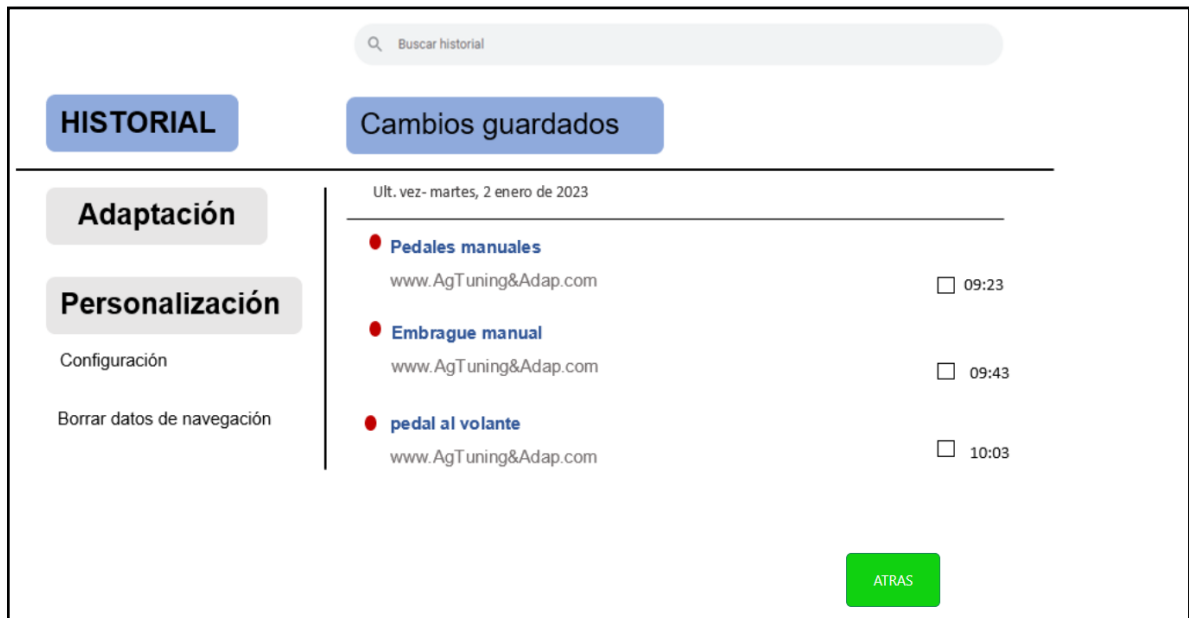 Buscar historial
HISTORIAL
Cambios guardados
Adaptación
Personalización
Configuración
Borrar datos de navegación
Ult. vez- martes, 2 enero de 2023
Pedales manuales
www.AgTuning&Adap.com
09:23
Embrague manual
www.AgTuning&Adap.com
09:43
pedal al volante
www.AgTuning&Adap.com
10:03
ATRAS